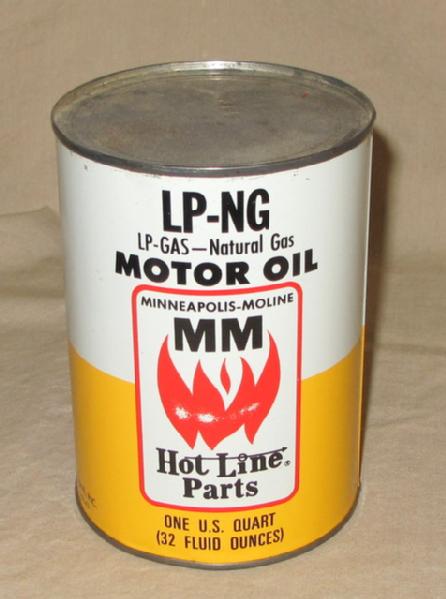 LP-NG
LP-GAS—Natural Gas
MOTOR OIL
MINNEAPOLIS-MOLINE
MM
Hot Line®
Parts
ONE U.S. QUART
(32 FLUID OUNCES)